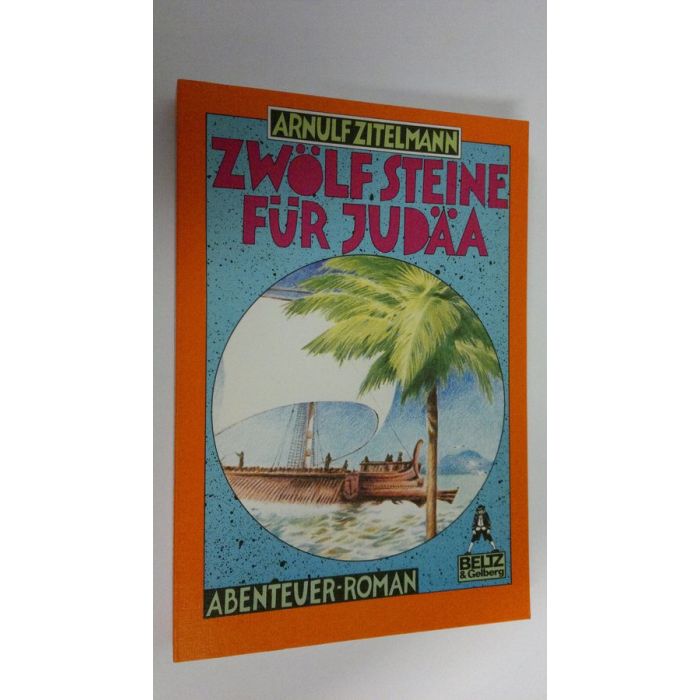 ARNULF ZITELMANN
ZWÖLF STEINE
FÜR JUDÄA
BELTZ
& Gelberg
ABENTEUER-ROMAN